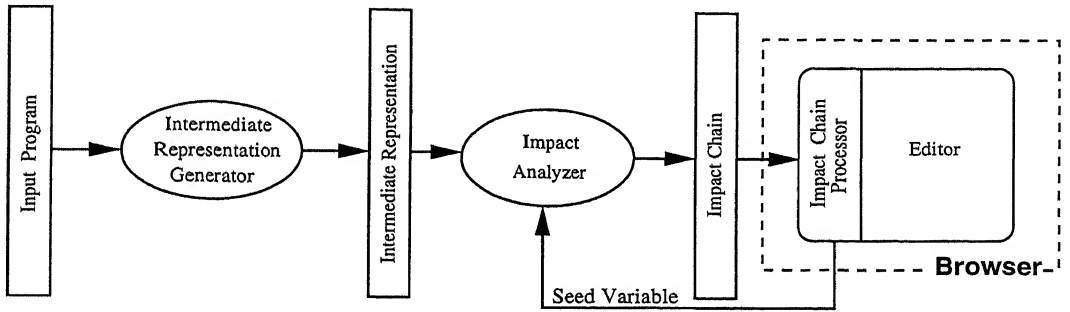 Input Program
Intermediate
Representation
Generator
Intermediate Representation
Impact
Analyzer
Impact Chain
Impact Chain
Processor
Editor
Browser
Seed Variable